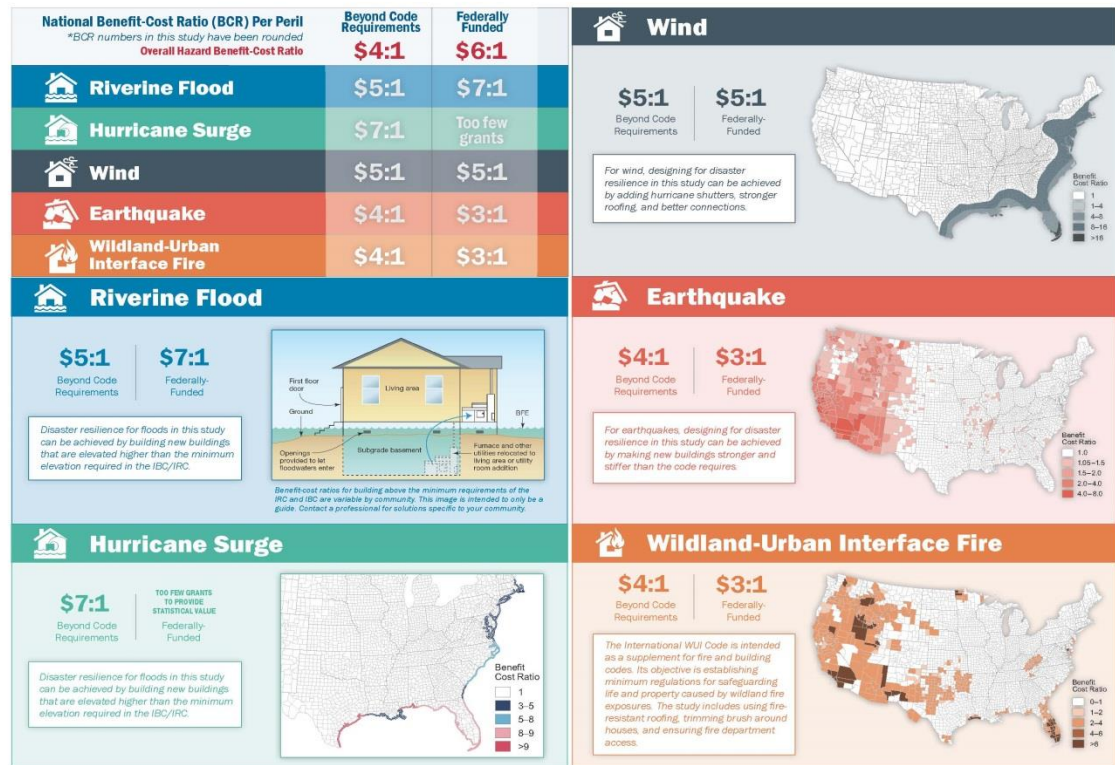 National Benefit-Cost Ratio (BCR) Per Peril
*BCR numbers in this study have been rounded
Overall Hazard Benefit-Cost Ratio
Beyond Code
Requirements
$4:1
Federally
Funded
$6:1
Riverine Flood
$5:1
$7:1
Hurricane Surge
$7:1
Too few
grants
Wind
$5:1
$5:1
Earthquake
$4:1
$3:1
Wildland-Urban
Interface Fire
$4:1
$3:1
Riverine Flood
$5:1
Beyond Code
Requirements
$7:1
Federally-
Funded
Disaster resilience for floods in this study
can be achieved by building new buildings
that are elevated higher than the minimum
elevation required in the IBC/IRC.
First floor
door
Living area
Ground
BFE
Openings
provided to let
floodwaters enter
Subgrade basement
Furnace and other
utilities relocated to
living area or utility
room addition
Benefit-cost ratios for building above the minimum requirements of the
IRC and IBC are variable by community. This image is intended to only be a
guide. Contact a professional for solutions specific to your community.
Hurricane Surge
$7:1
Beyond Code
Requirements
TOO FEW GRANTS
TO PROVIDE
STATISTICAL VALUE
Federally-
Funded
Disaster resilience for floods in this study
can be achieved by building new buildings
that are elevated higher than the minimum
elevation required in the IBC/IRC.
Benefit
Cost Ratio
1
3–5
5–8
8–9
>9
Wind
$5:1
Beyond Code
Requirements
$5:1
Federally-
Funded
For wind, designing for disaster
resilience in this study can be achieved
by adding hurricane shutters, stronger
roofing, and better connections.
Benefit
Cost Ratio
1
1–4
4–8
8–16
>16
Earthquake
$4:1
Beyond Code
Requirements
$3:1
Federally-
Funded
For earthquakes, designing for disaster
resilience in this study can be achieved
by making new buildings stronger and
stiffer than the code requires.
Benefit
Cost Ratio
1.0
1.05–1.5
1.5–2.0
2.0–4.0
4.0–8.0
Wildland-Urban Interface Fire
$4:1
Beyond Code
Requirements
$3:1
Federally-
Funded
The International WUI Code is intended
as a supplement for fire and building
codes. Its objective is establishing
minimum regulations for safeguarding
life and property caused by wildland fire
exposures. The study includes using fire-
resistant roofing, trimming brush around
houses, and ensuring fire department
access.
Benefit
Cost Ratio
0–1
1–2
2–4
4–6
>6